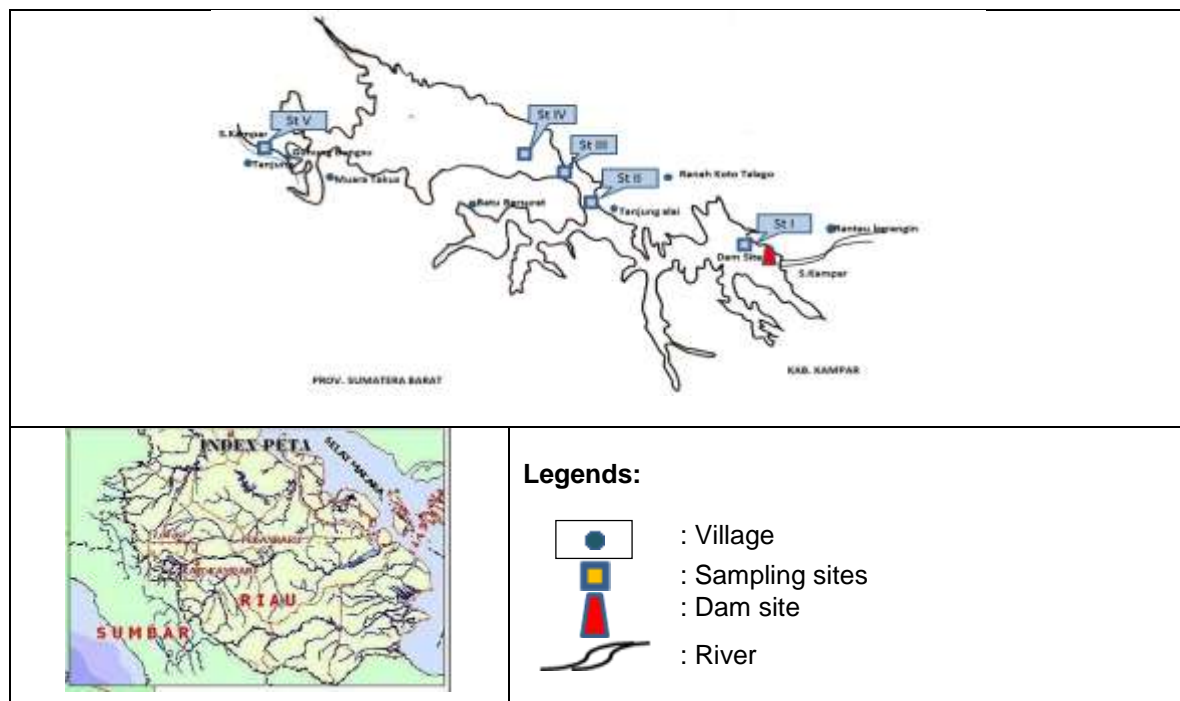 St IV
St V
S.Kampar
St III
Tanjung
Muara Takus
St II
Ranah Koto Talago
Batu Bersurat
Tanjung alai
St I
Rantau
Dam Site
S.Kampar
PROV. SUMATERA BARAT
KAB. KAMPAR
INDEX PETA
SELAT
RIAU
SUMBAR
Legends:
: Village
: Sampling sites
: Dam site
: River